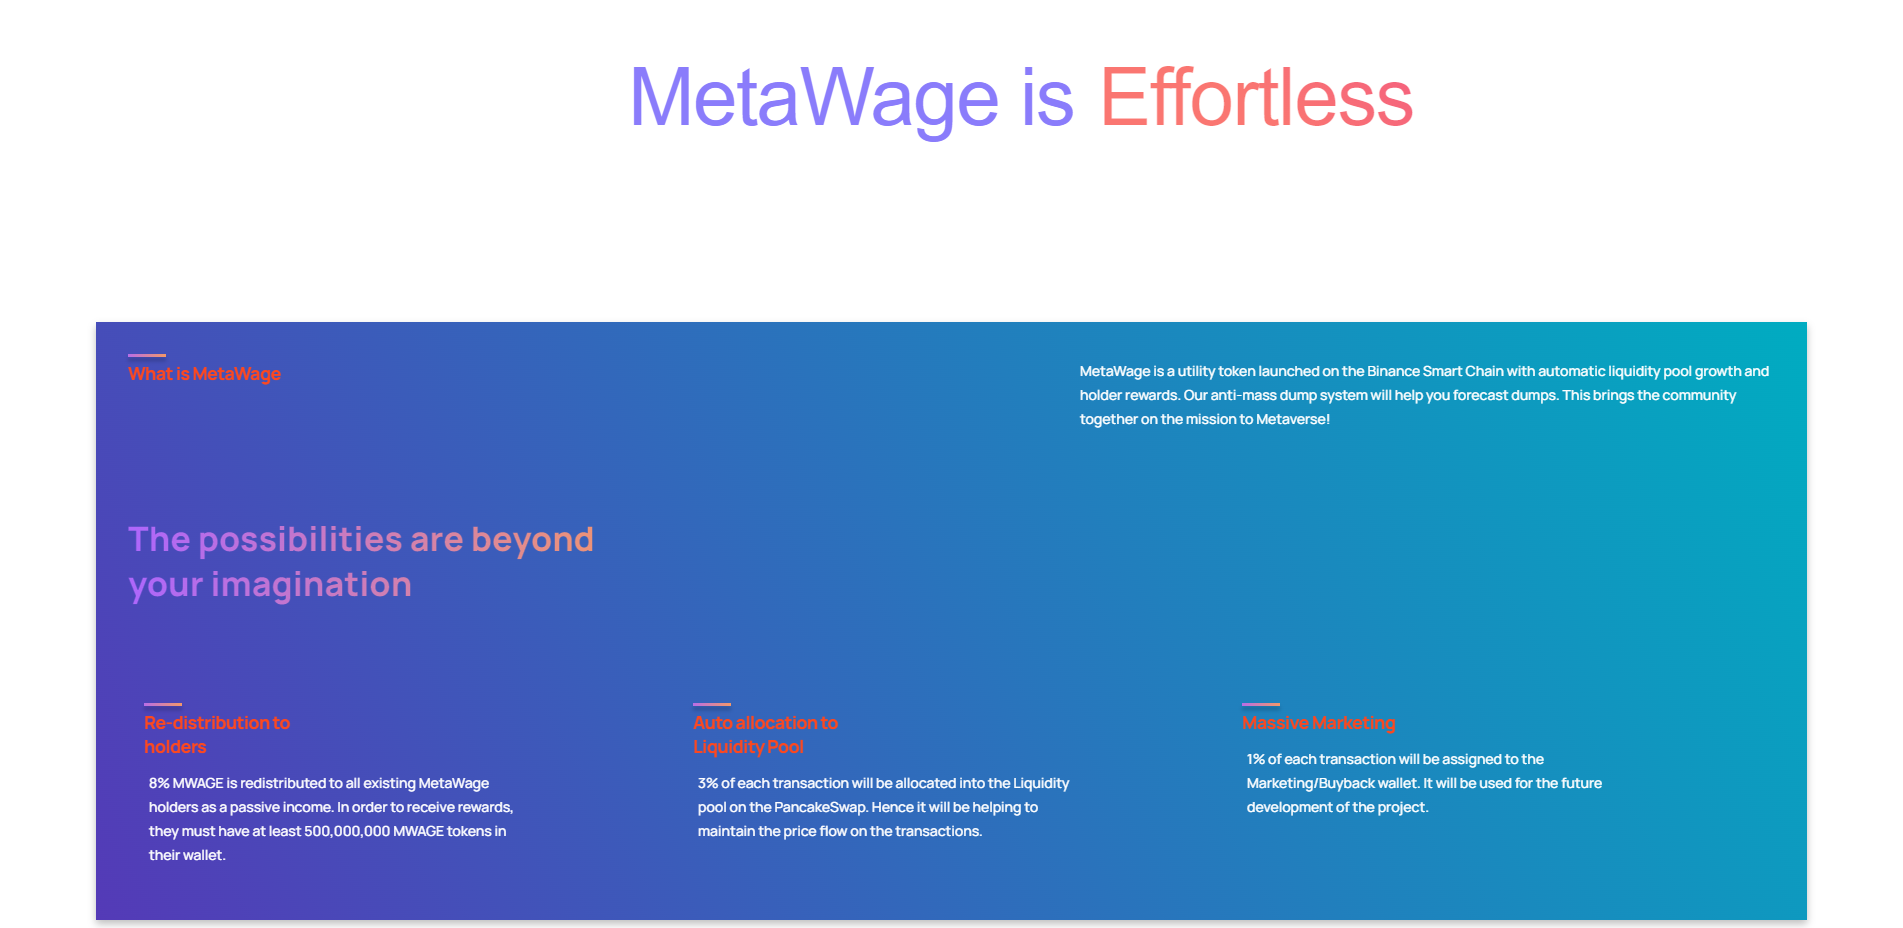 MetaWage is Effortless
What is MetaWage
MetaWage is a utility token launched on the Binance Smart Chain with automatic liquidity pool growth and
holder rewards. Our anti-mass dump system will help you forecast dumps. This brings the community
together on the mission to Metaverse!
The possibilities are beyond
your imagination
Re-distribution to
holders
8% MWAGE is redistributed to all existing MetaWage
holders as a passive income. In order to receive rewards,
they must have at least 500,000,000 MWAGE tokens in
their wallet.
Auto allocation to
Liquidity Pool
3% of each transaction will be allocated into the Liquidity
pool on the PancakeSwap. Hence it will be helping to
maintain the price flow on the transactions.
Massive Marketing
1% of each transaction will be assigned to the
Marketing/Buyback wallet. It will be used for the future
development of the project.